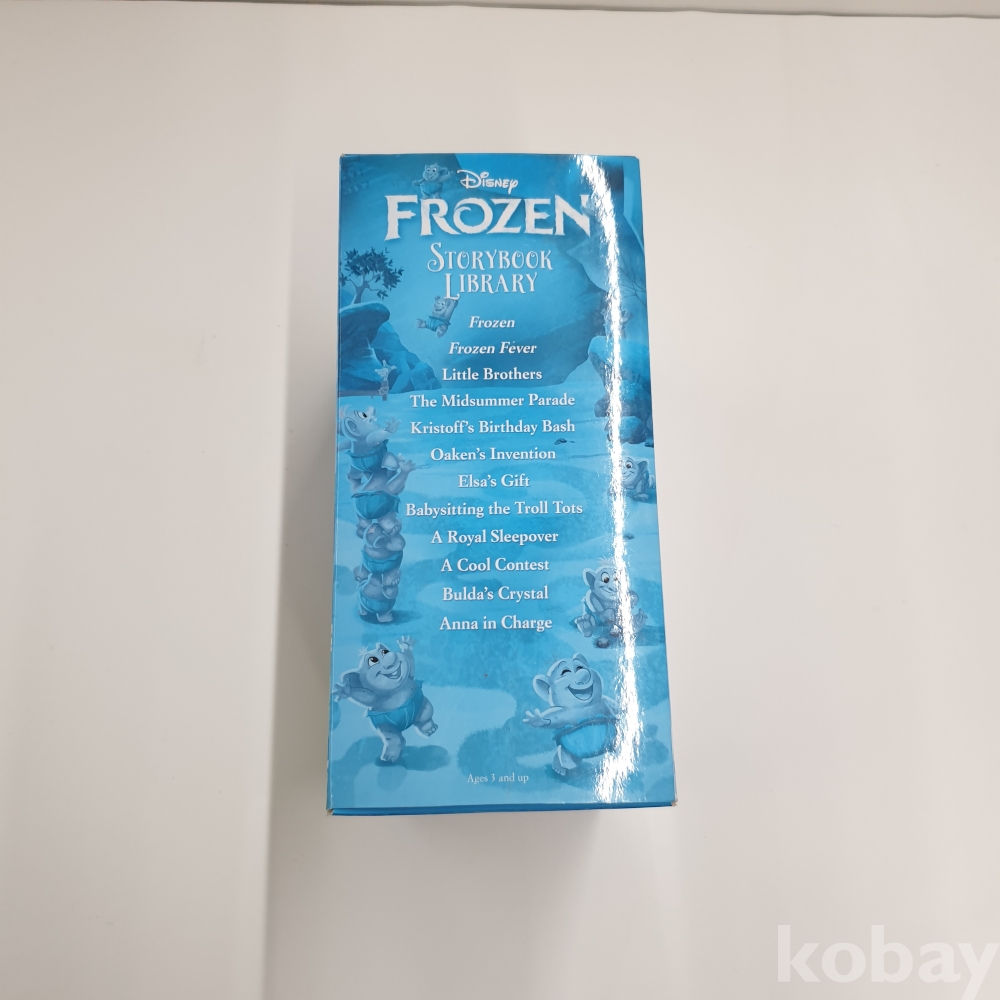 Disney
FROZEN
STORYBOOK
LIBRARY
Frozen
Frozen Fever
Little Brothers
The Midsummer Parade
Kristoff's Birthday Bash
Oaken's Invention
Elsa's Gift
Babysitting the Troll Tots
A Royal Sleepover
A Cool Contest
Bulda's Crystal
Anna in Charge
Ages 3 and up
kobay